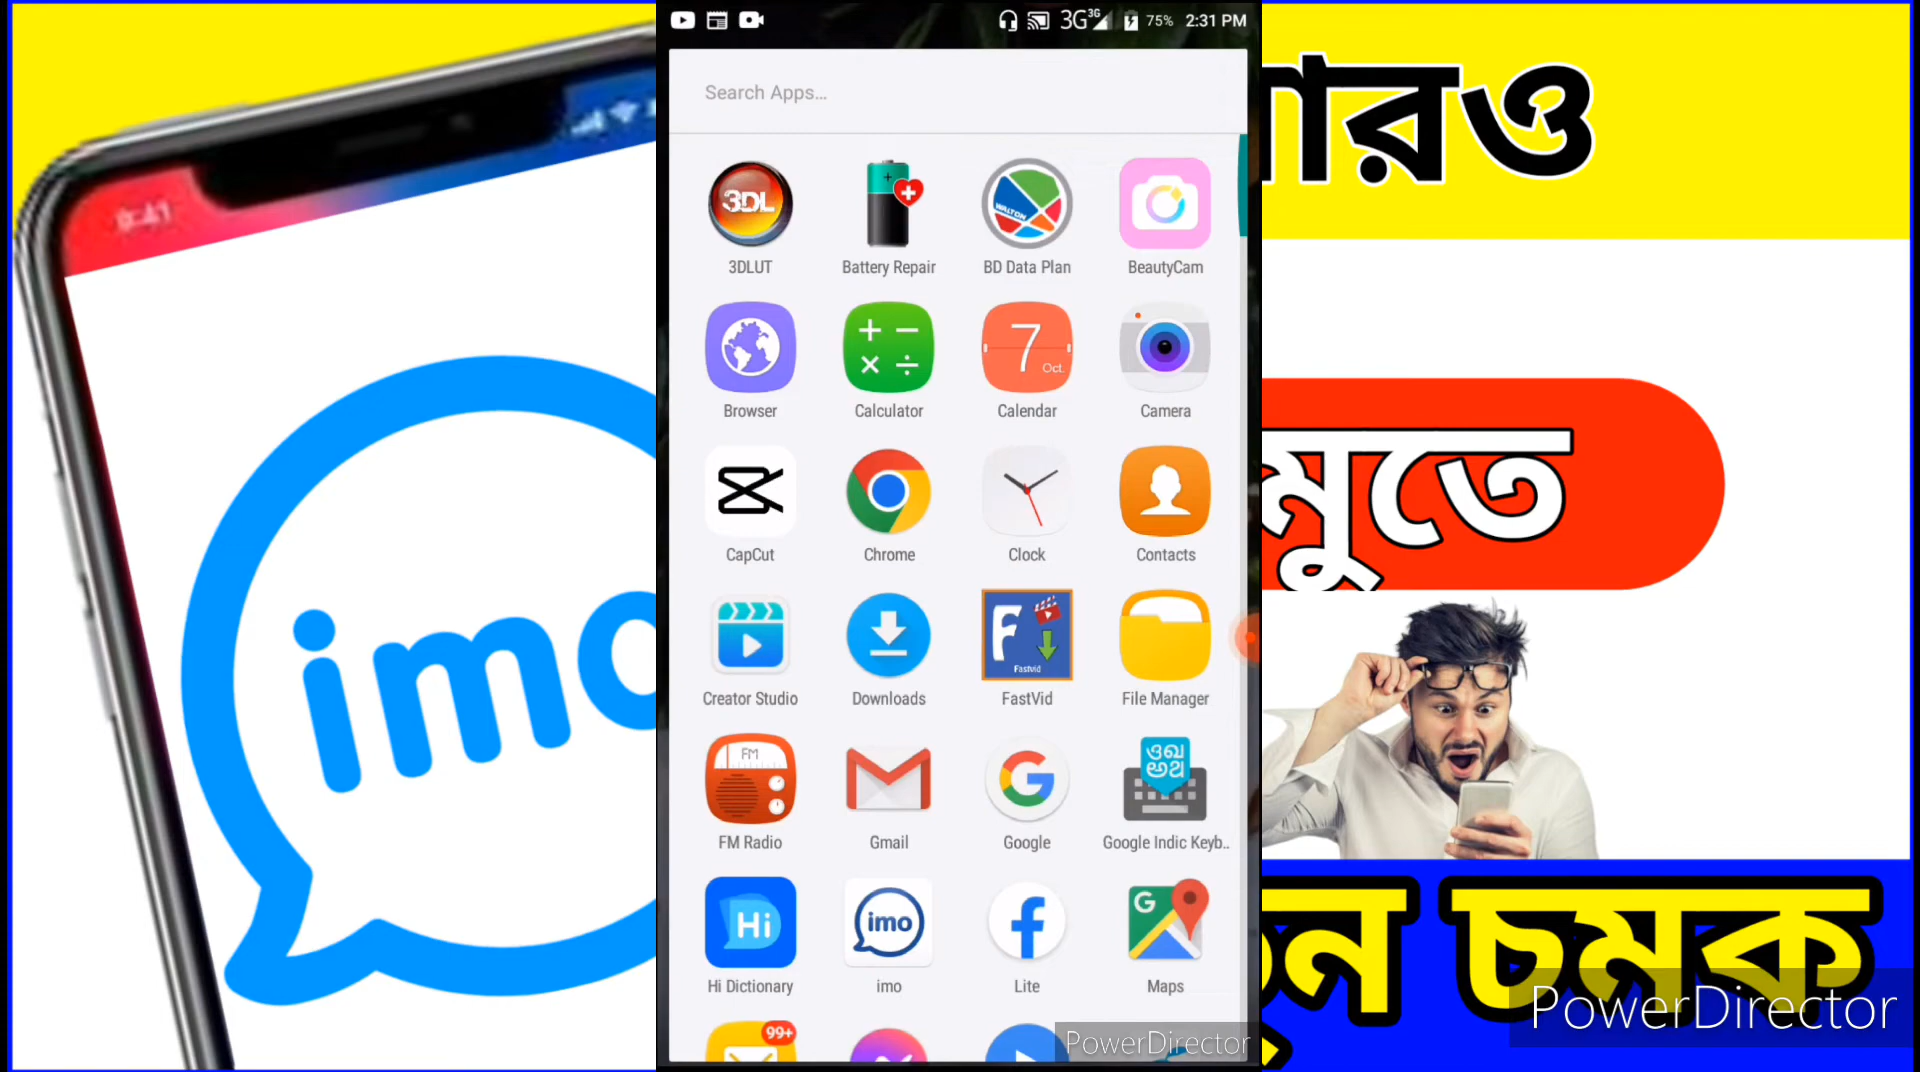 3G 3G 75% 2:31 PM
9:41
Search Apps...
3DL
WALTON
3DLUT
Battery Repair
BD Data Plan
BeautyCam
7
Oct.
Browser
Calculator
Calendar
Camera
CapCut
Chrome
Clock
Contacts
F
Fastvid
Creator Studio
Downloads
FastVid
File Manager
FM
G
FM Radio
Gmail
Google
Google Indic Keyb..
Hi
imo
G
Hi Dictionary
imo
Lite
Maps
99+
PowerDirector
imo
ারও
মুতে
ুন চমক
PowerDirector